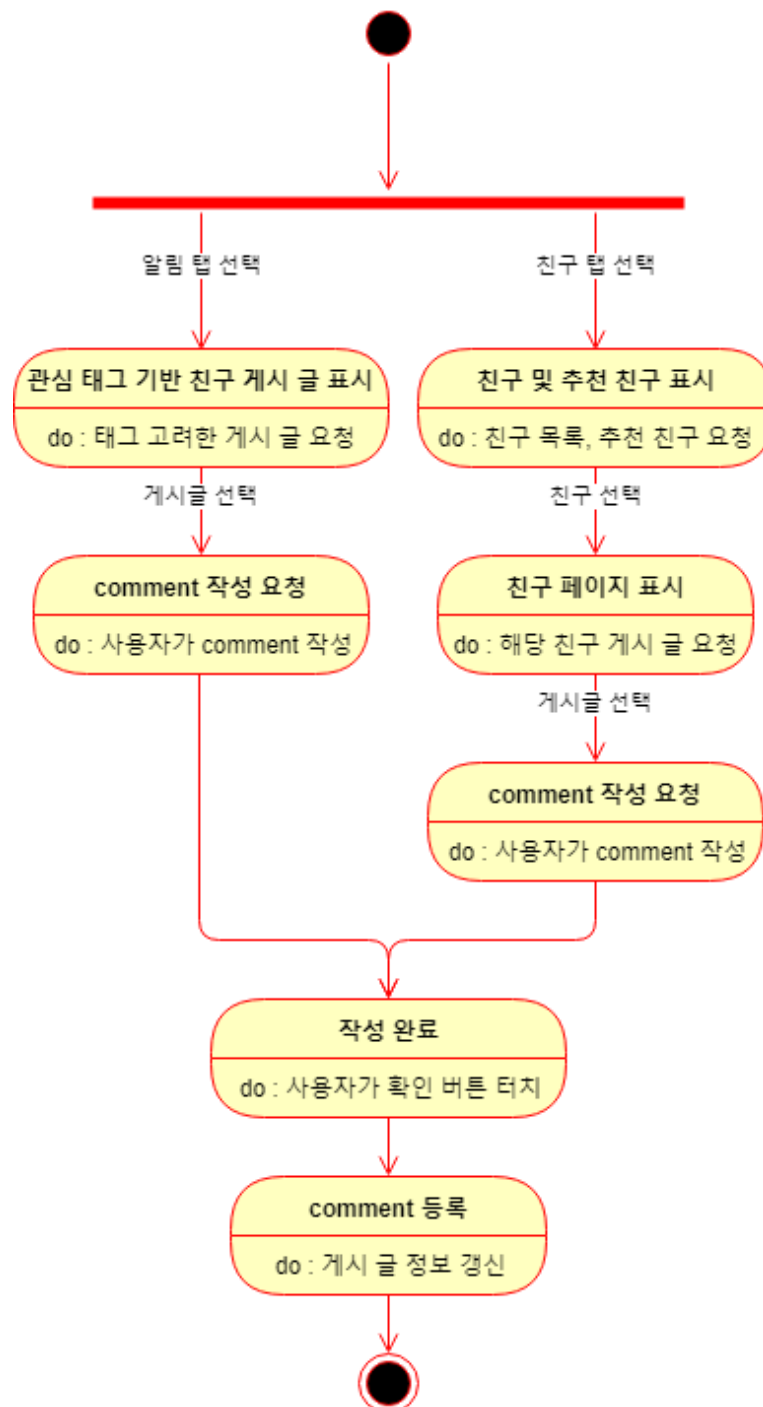 알림 탭 선택
친구 탭 선택
관심 태그 기반 친구 게시 글 표시
do : 태그 고려한 게시 글 요청
친구 및 추천 친구 표시
do : 친구 목록, 추천 친구 요청
게시글 선택
친구 선택
comment 작성 요청
do : 사용자가 comment 작성
친구 페이지 표시
do : 해당 친구 게시 글 요청
게시글 선택
comment 작성 요청
do : 사용자가 comment 작성
작성 완료
do : 사용자가 확인 버튼 터치
comment 등록
do : 게시 글 정보 갱신